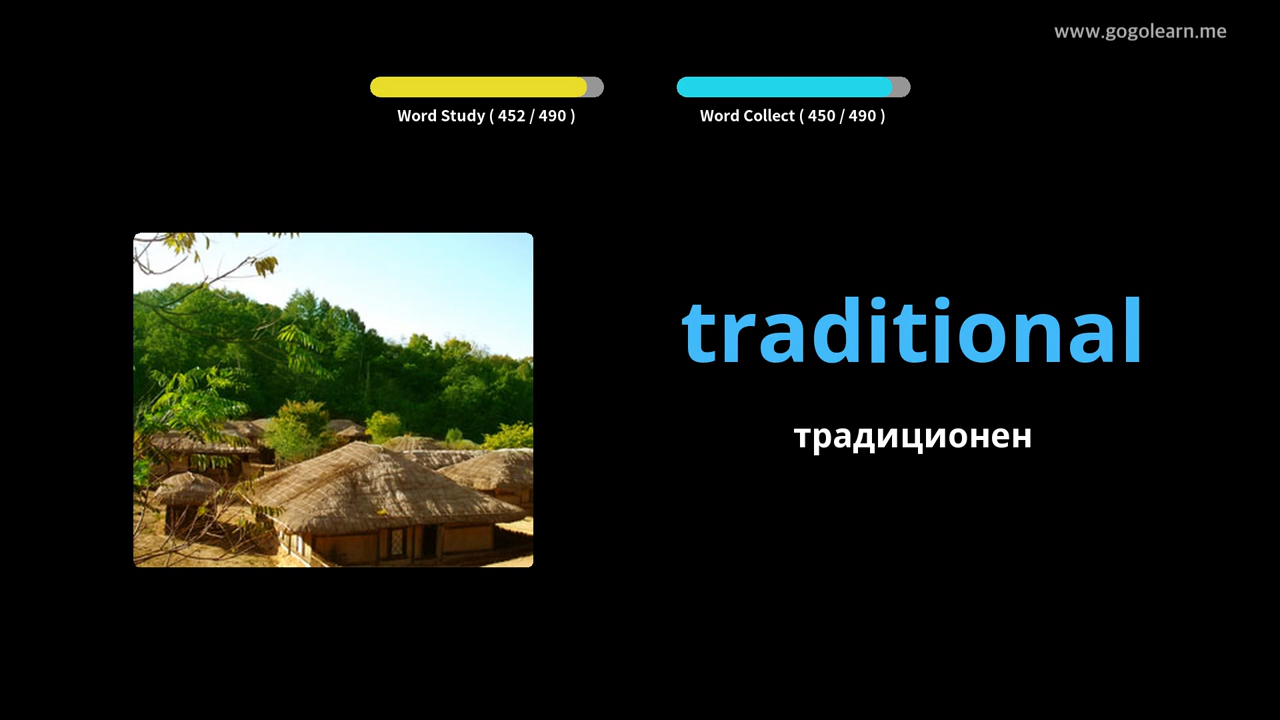 www.gogolearn.me
Word Study ( 452 / 490 )
Word Collect ( 450 / 490 )
traditional
традиционен